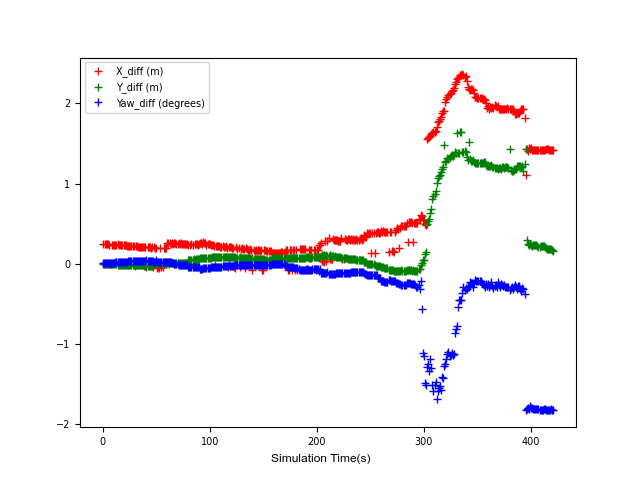 X_diff (m)
Y_diff (m)
Yaw_diff (degrees)
2
1
0
−1
−2
0 100 200 300 400
Simulation Time(s)